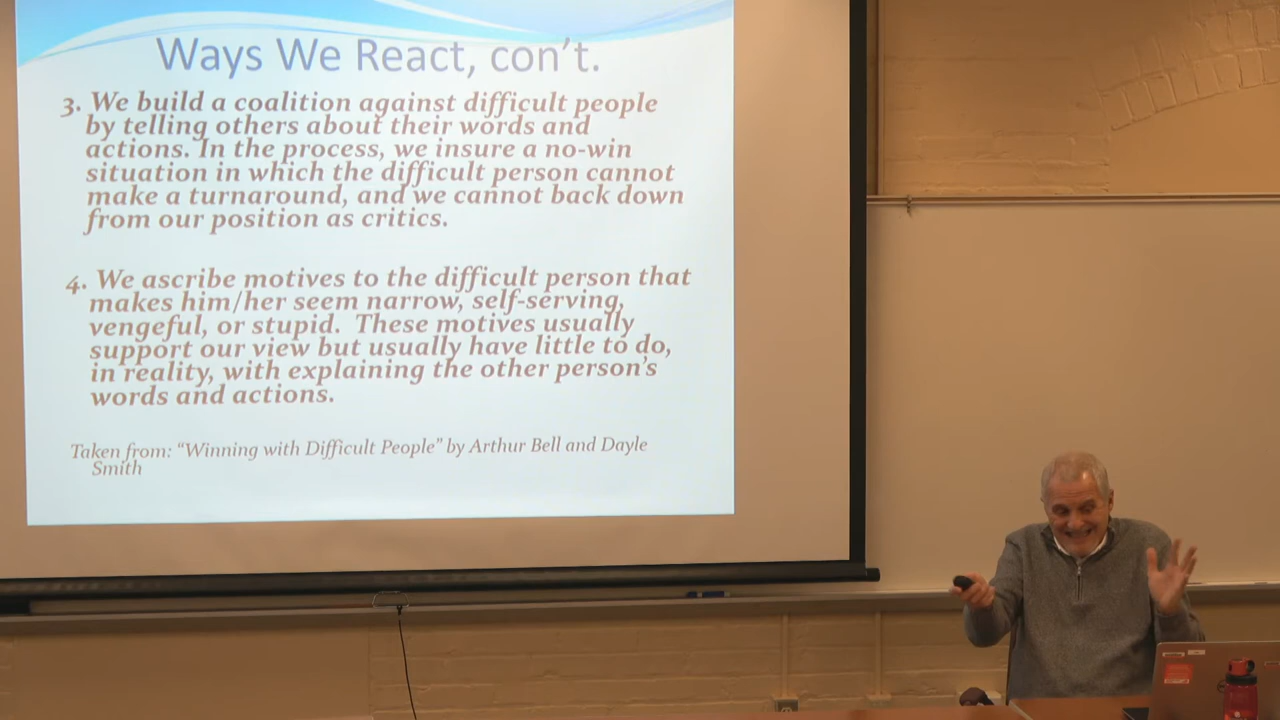 Ways We React, con't.
3. We build a coalition against difficult people
by telling others about their words and
actions. In the process, we insure a no-win
situation in which the difficult person cannot
make a turnaround, and we cannot back down
from our position as critics.
4. We ascribe motives to the difficult person that
makes him/her seem narrow, self-serving,
vengeful, or stupid. These motives usually
support our view but usually have little to do,
in reality, with explaining the other person's
words and actions.
Taken from: "Winning with Difficult People" by Arthur Bell and Dayle
Smith